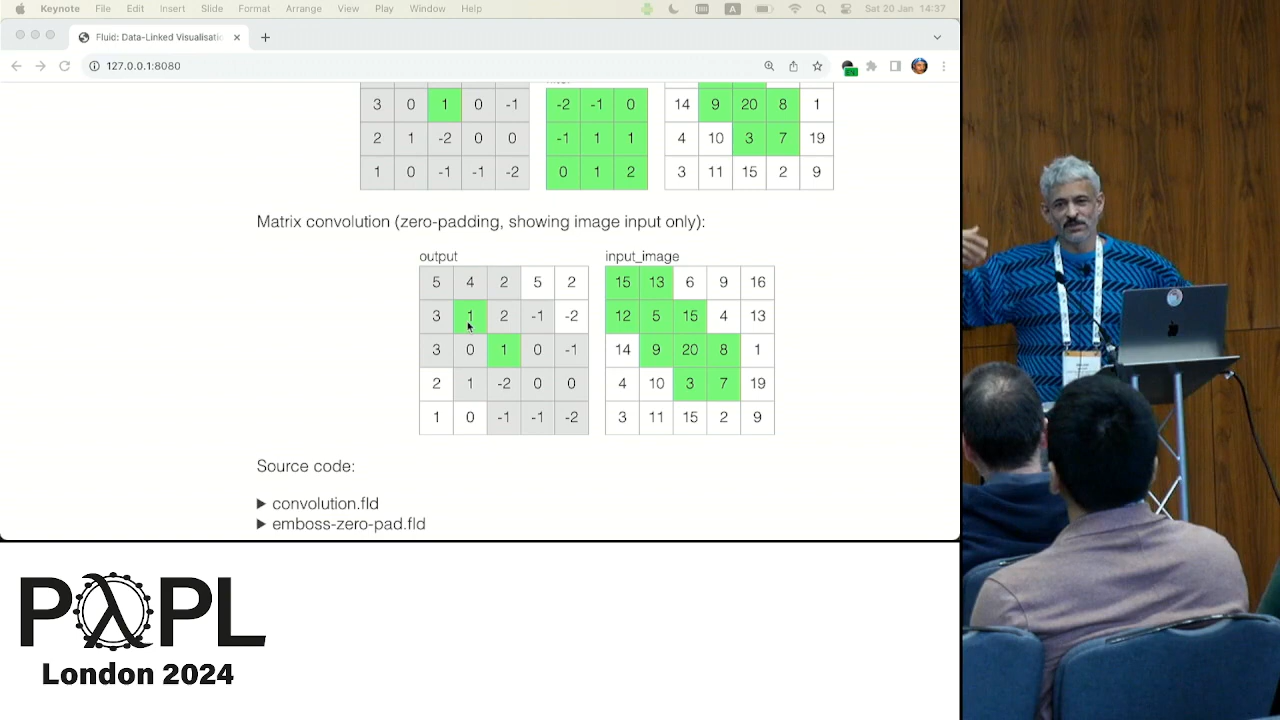 Keynote File Edit Insert Slide Format Arrange View Play Window Help A Sat 20 Jan 14:37
Fluid: Data-Linked Visualisatio
127.0.0.1:8080
3 0 1 0 -1 -2 -1 0 14 9 20 8 1
2 1 -2 0 0 -1 1 1 4 10 3 7 19
1 0 -1 -1 -2 0 1 2 3 11 15 2 9
Matrix convolution (zero-padding, showing image input only):
output input_image
5 4 2 5 2 15 13 6 9 16
3 1 2 -1 -2 12 5 15 4 13
3 0 1 0 -1 14 9 20 8 1
2 1 -2 0 0 4 10 3 7 19
1 0 -1 -1 -2 3 11 15 2 9
Source code:
▶ convolution.fld
▶ emboss-zero-pad.fld
PλPL
London 2024